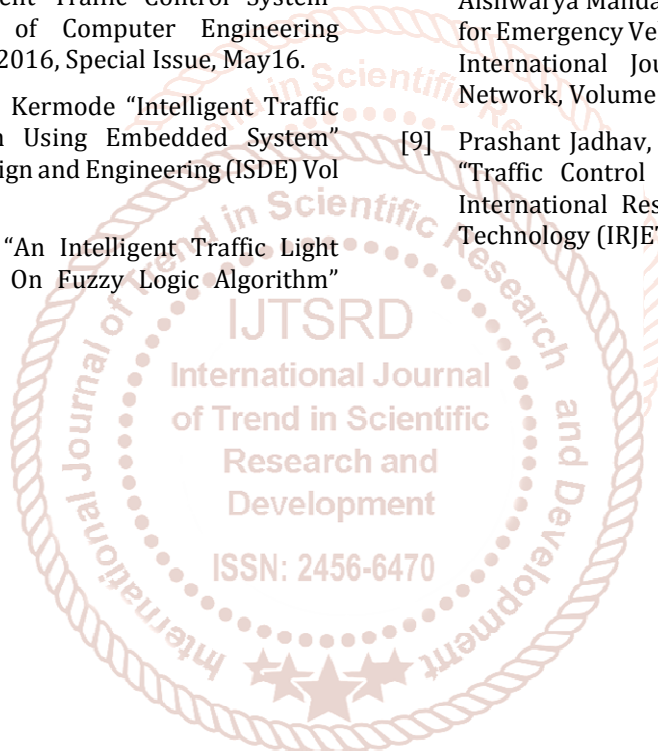 ent Traffic Control System"
of Computer Engineering
2016, Special Issue, May16.
Kermode "Intelligent Traffic
Using Embedded System"
ign and Engineering (ISDE) Vol
"An Intelligent Traffic Light
On Fuzzy Logic Algorithm"
Aishwarya Manda
for Emergency Ve
International Jou
Network, Volume
[9] Prashant Jadhav,
"Traffic Control
International Res
Technology (IRJE
International Journal of Trend in Scientific Research and Development
IJTSRD
International Journal
of Trend in Scientific
Research and
Development
ISSN: 2456-6470